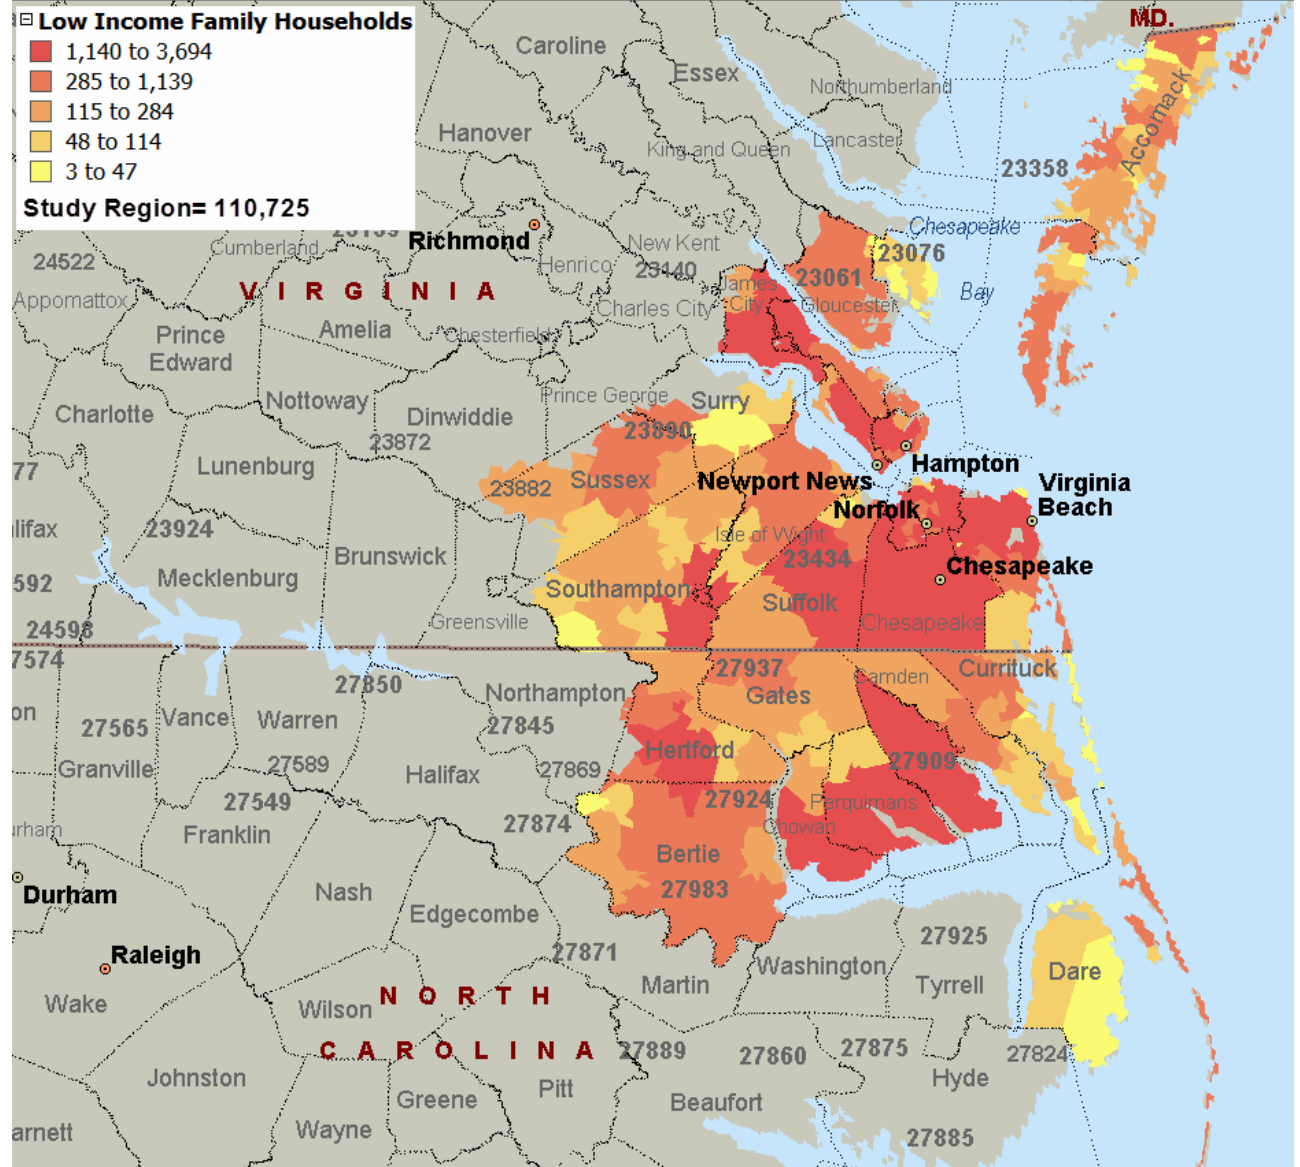 Low Income Family Households
1,140 to 3,694
285 to 1,139
115 to 284
48 to 114
3 to 47
Study Region= 110,725
MD.
Caroline
Essex
Northumberland
Accomack
Hanover
King and Queen
Lancaster
23358
Richmond
Chesapeake
Bay
23076
24522
Cumberland
New Kent
Henrico
23140
23061
VIRGINIA
James
City
Gloucester
Appomattox
Charles City
Prince
Edward
Amelia
Chesterfield
Prince George
Surry
Charlotte
Nottoway
Dinwiddie
23872
23890
77
Lunenburg
Hampton
Sussex
Newport News
23882
Virginia
Beach
Norfolk
lifax
23924
Isle of Wight
Brunswick
23434
Chesapeake
592
Mecklenburg
Southampton
Suffolk
24598
Greensville
Chesapeake
7574
27937
Currituck
27850
Northampton
Gates
Camden
on
27565
Vance
Warren
27845
Hertford
Granville
27589
Halifax
27869
27909
27549
27924
Perquimans
urham
Franklin
27874
Chowan
Bertie
Durham
Nash
27983
Edgecombe
27925
Raleigh
27871
Washington
Dare
Wake
Martin
Tyrrell
Wilson
NORTH
CAROLINA
27889
27860
27875
27824
Johnston
Pitt
Hyde
Greene
Beaufort
arnett
Wayne
27885